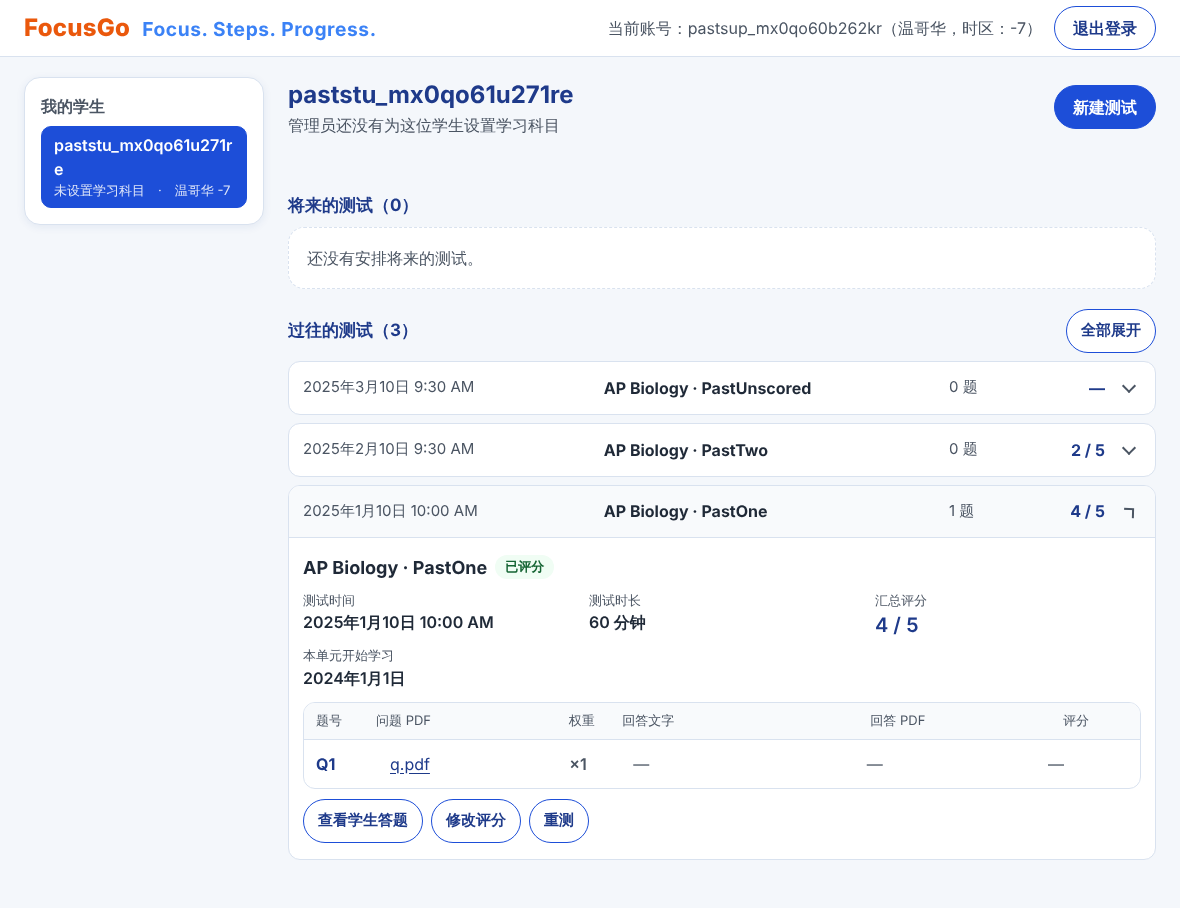 FocusGo Focus. Steps. Progress.
当前账号：pastsup_mx0qo60b262kr（温哥华，时区：-7） 退出登录
我的学生
paststu_mx0qo61u271r
e
未设置学习科目 · 温哥华 -7
paststu_mx0qo61u271re
管理员还没有为这位学生设置学习科目
新建测试
将来的测试（0）
还没有安排将来的测试。
过往的测试（3） 全部展开
2025年3月10日 9:30 AM AP Biology · PastUnscored 0 题 —
2025年2月10日 9:30 AM AP Biology · PastTwo 0 题 2 / 5
2025年1月10日 10:00 AM AP Biology · PastOne 1 题 4 / 5
AP Biology · PastOne 已评分
测试时间 测试时长 汇总评分
2025年1月10日 10:00 AM 60 分钟 4 / 5
本单元开始学习
2024年1月1日
题号 问题 PDF 权重 回答文字 回答 PDF 评分
Q1 q.pdf ×1 — — —
查看学生答题 修改评分 重测